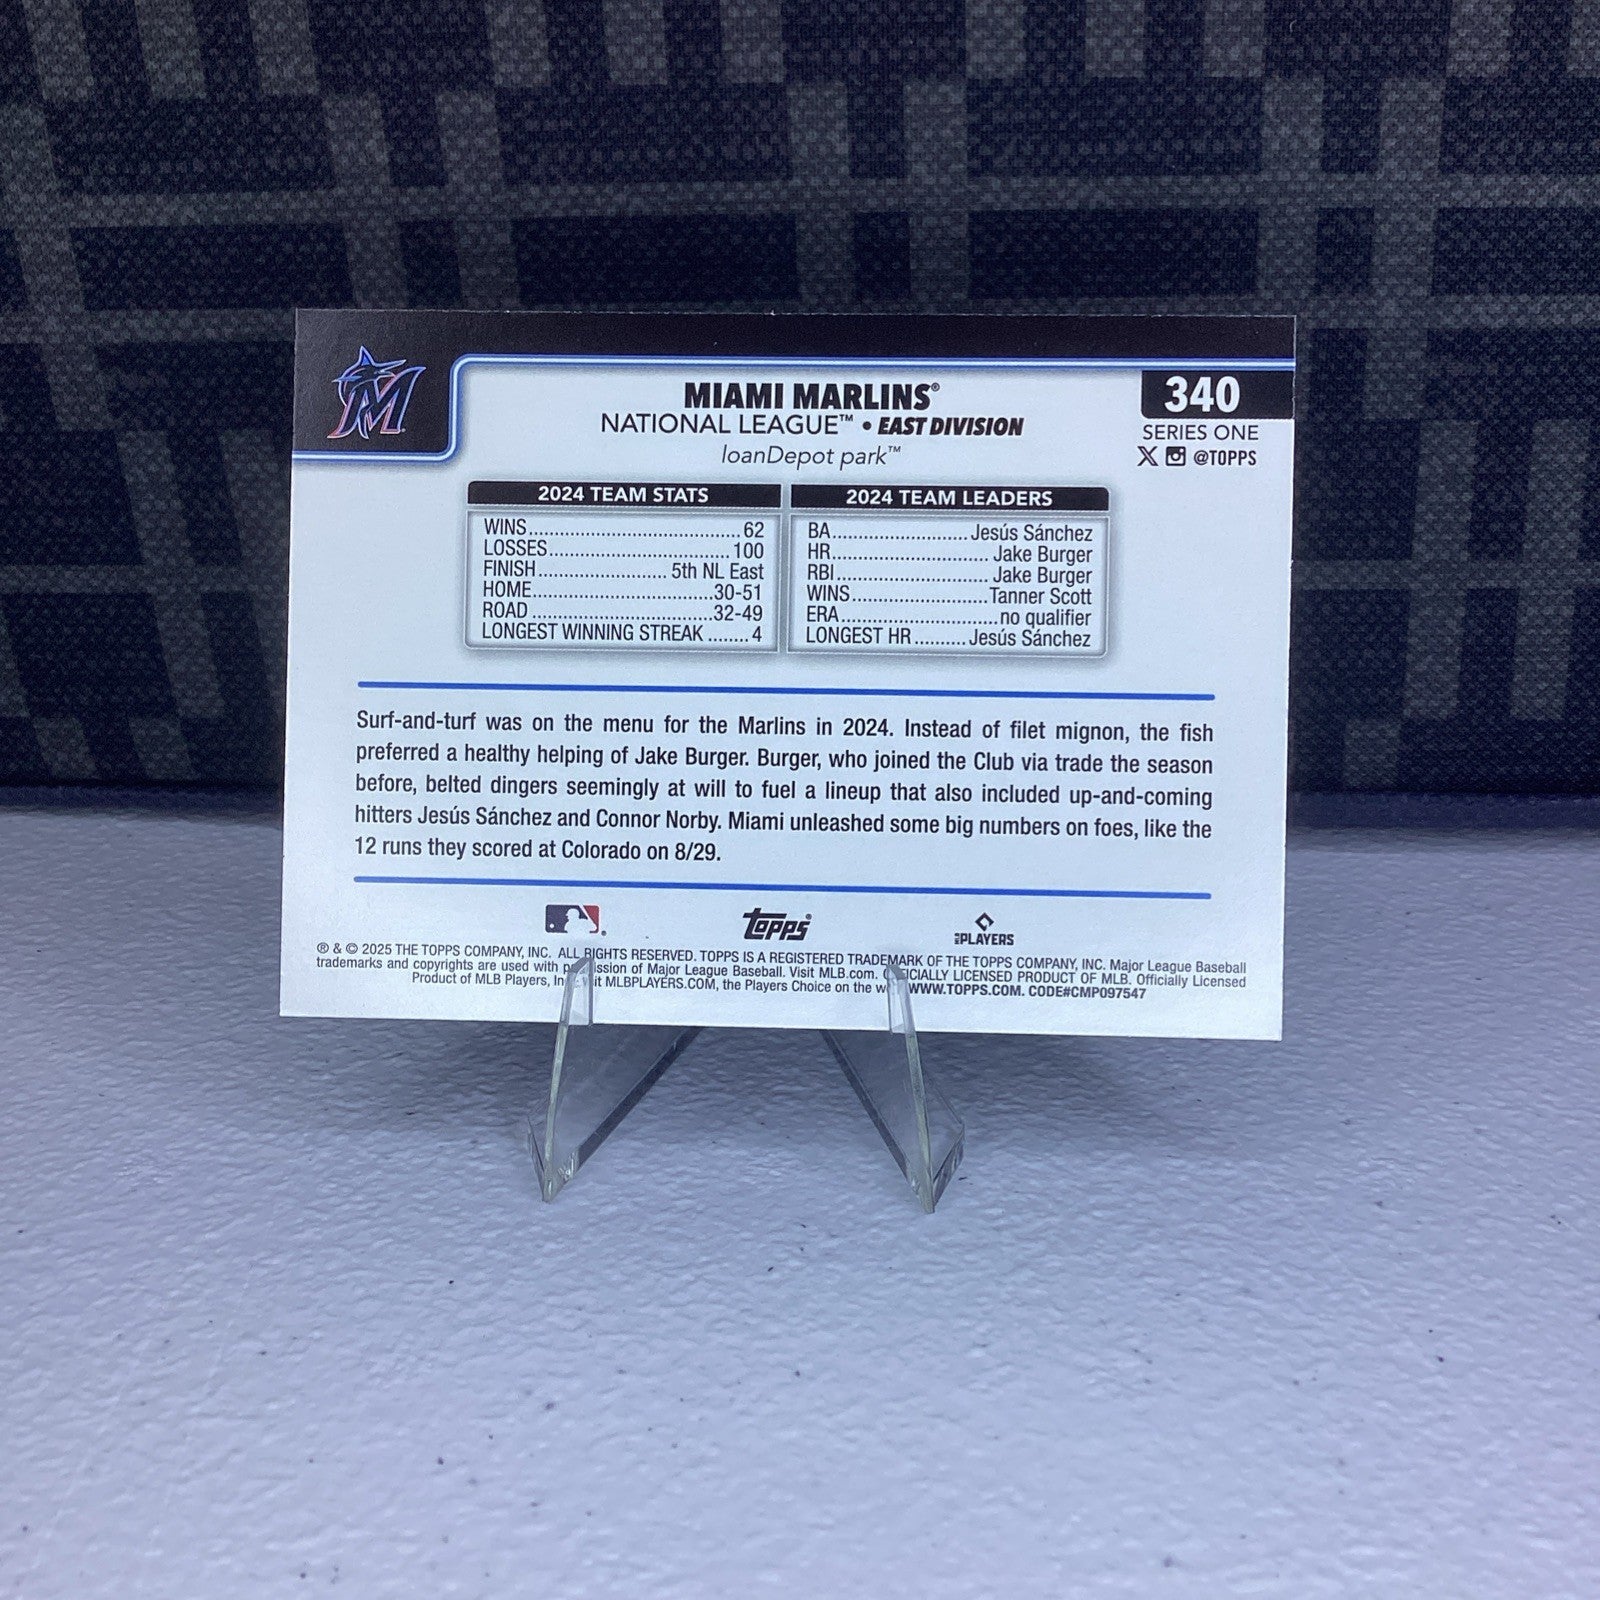 M
MIAMI MARLINS®
NATIONAL LEAGUE™ • EAST DIVISION
loanDepot park™
340
SERIES ONE
X @TOPPS
2024 TEAM STATS
WINS........................................62
LOSSES..................................100
FINISH......................... 5th NL East
HOME...................................30-51
ROAD ...................................32-49
LONGEST WINNING STREAK ........4
2024 TEAM LEADERS
BA.......................... Jesús Sánchez
HR.............................. Jake Burger
RBI............................. Jake Burger
WINS..........................Tanner Scott
ERA..............................no qualifier
LONGEST HR.......... Jesús Sánchez
Surf-and-turf was on the menu for the Marlins in 2024. Instead of filet mignon, the fish
preferred a healthy helping of Jake Burger. Burger, who joined the Club via trade the season
before, belted dingers seemingly at will to fuel a lineup that also included up-and-coming
hitters Jesús Sánchez and Connor Norby. Miami unleashed some big numbers on foes, like the
12 runs they scored at Colorado on 8/29.
topps®
PLAYERS
® & © 2025 THE TOPPS COMPANY, INC. ALL RIGHTS RESERVED. TOPPS IS A REGISTERED TRADEMARK OF THE TOPPS COMPANY, INC. Major League Baseball
trademarks and copyrights are used with of Major League Baseball. Visit MLB.com. OFFICIALLY LICENSED PRODUCT OF MLB. Officially Licensed
Product of MLB Players, MLBPLAYERS.COM, the Players Choice on the WWW.TOPPS.COM. CODE#CMP097547